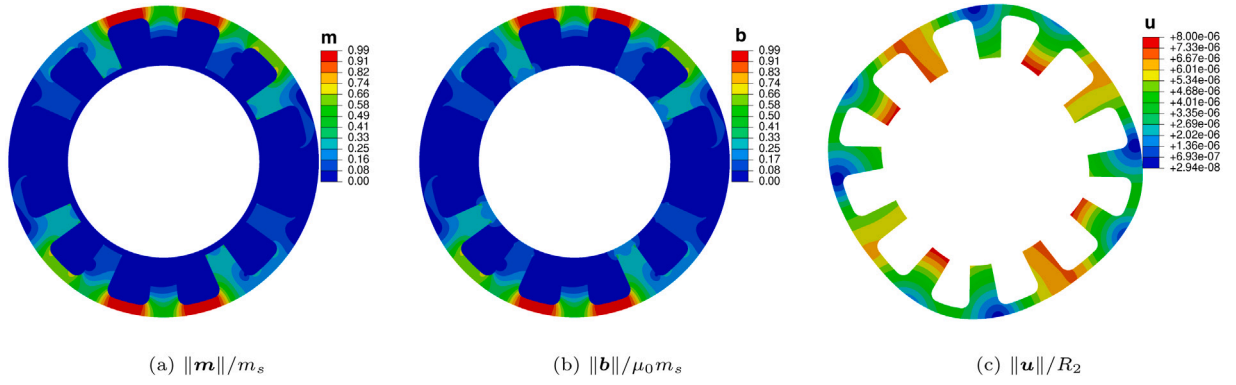 m
0.99
0.91
0.82
0.74
0.66
0.58
0.49
0.41
0.33
0.25
0.16
0.08
0.00
b
0.99
0.91
0.82
0.74
0.66
0.58
0.49
0.41
0.33
0.25
0.16
0.08
0.00
u
+8.00e-06
+7.33e-06
+6.67e-06
+6.01e-06
+5.34e-06
+4.68e-06
+4.01e-06
+3.35e-06
+2.69e-06
+2.02e-06
+1.36e-06
+6.93e-07
+2.94e-08
(a) ‖m‖/mₛ
(b) ‖b‖/μ₀mₛ
(c) ‖u‖/R₂